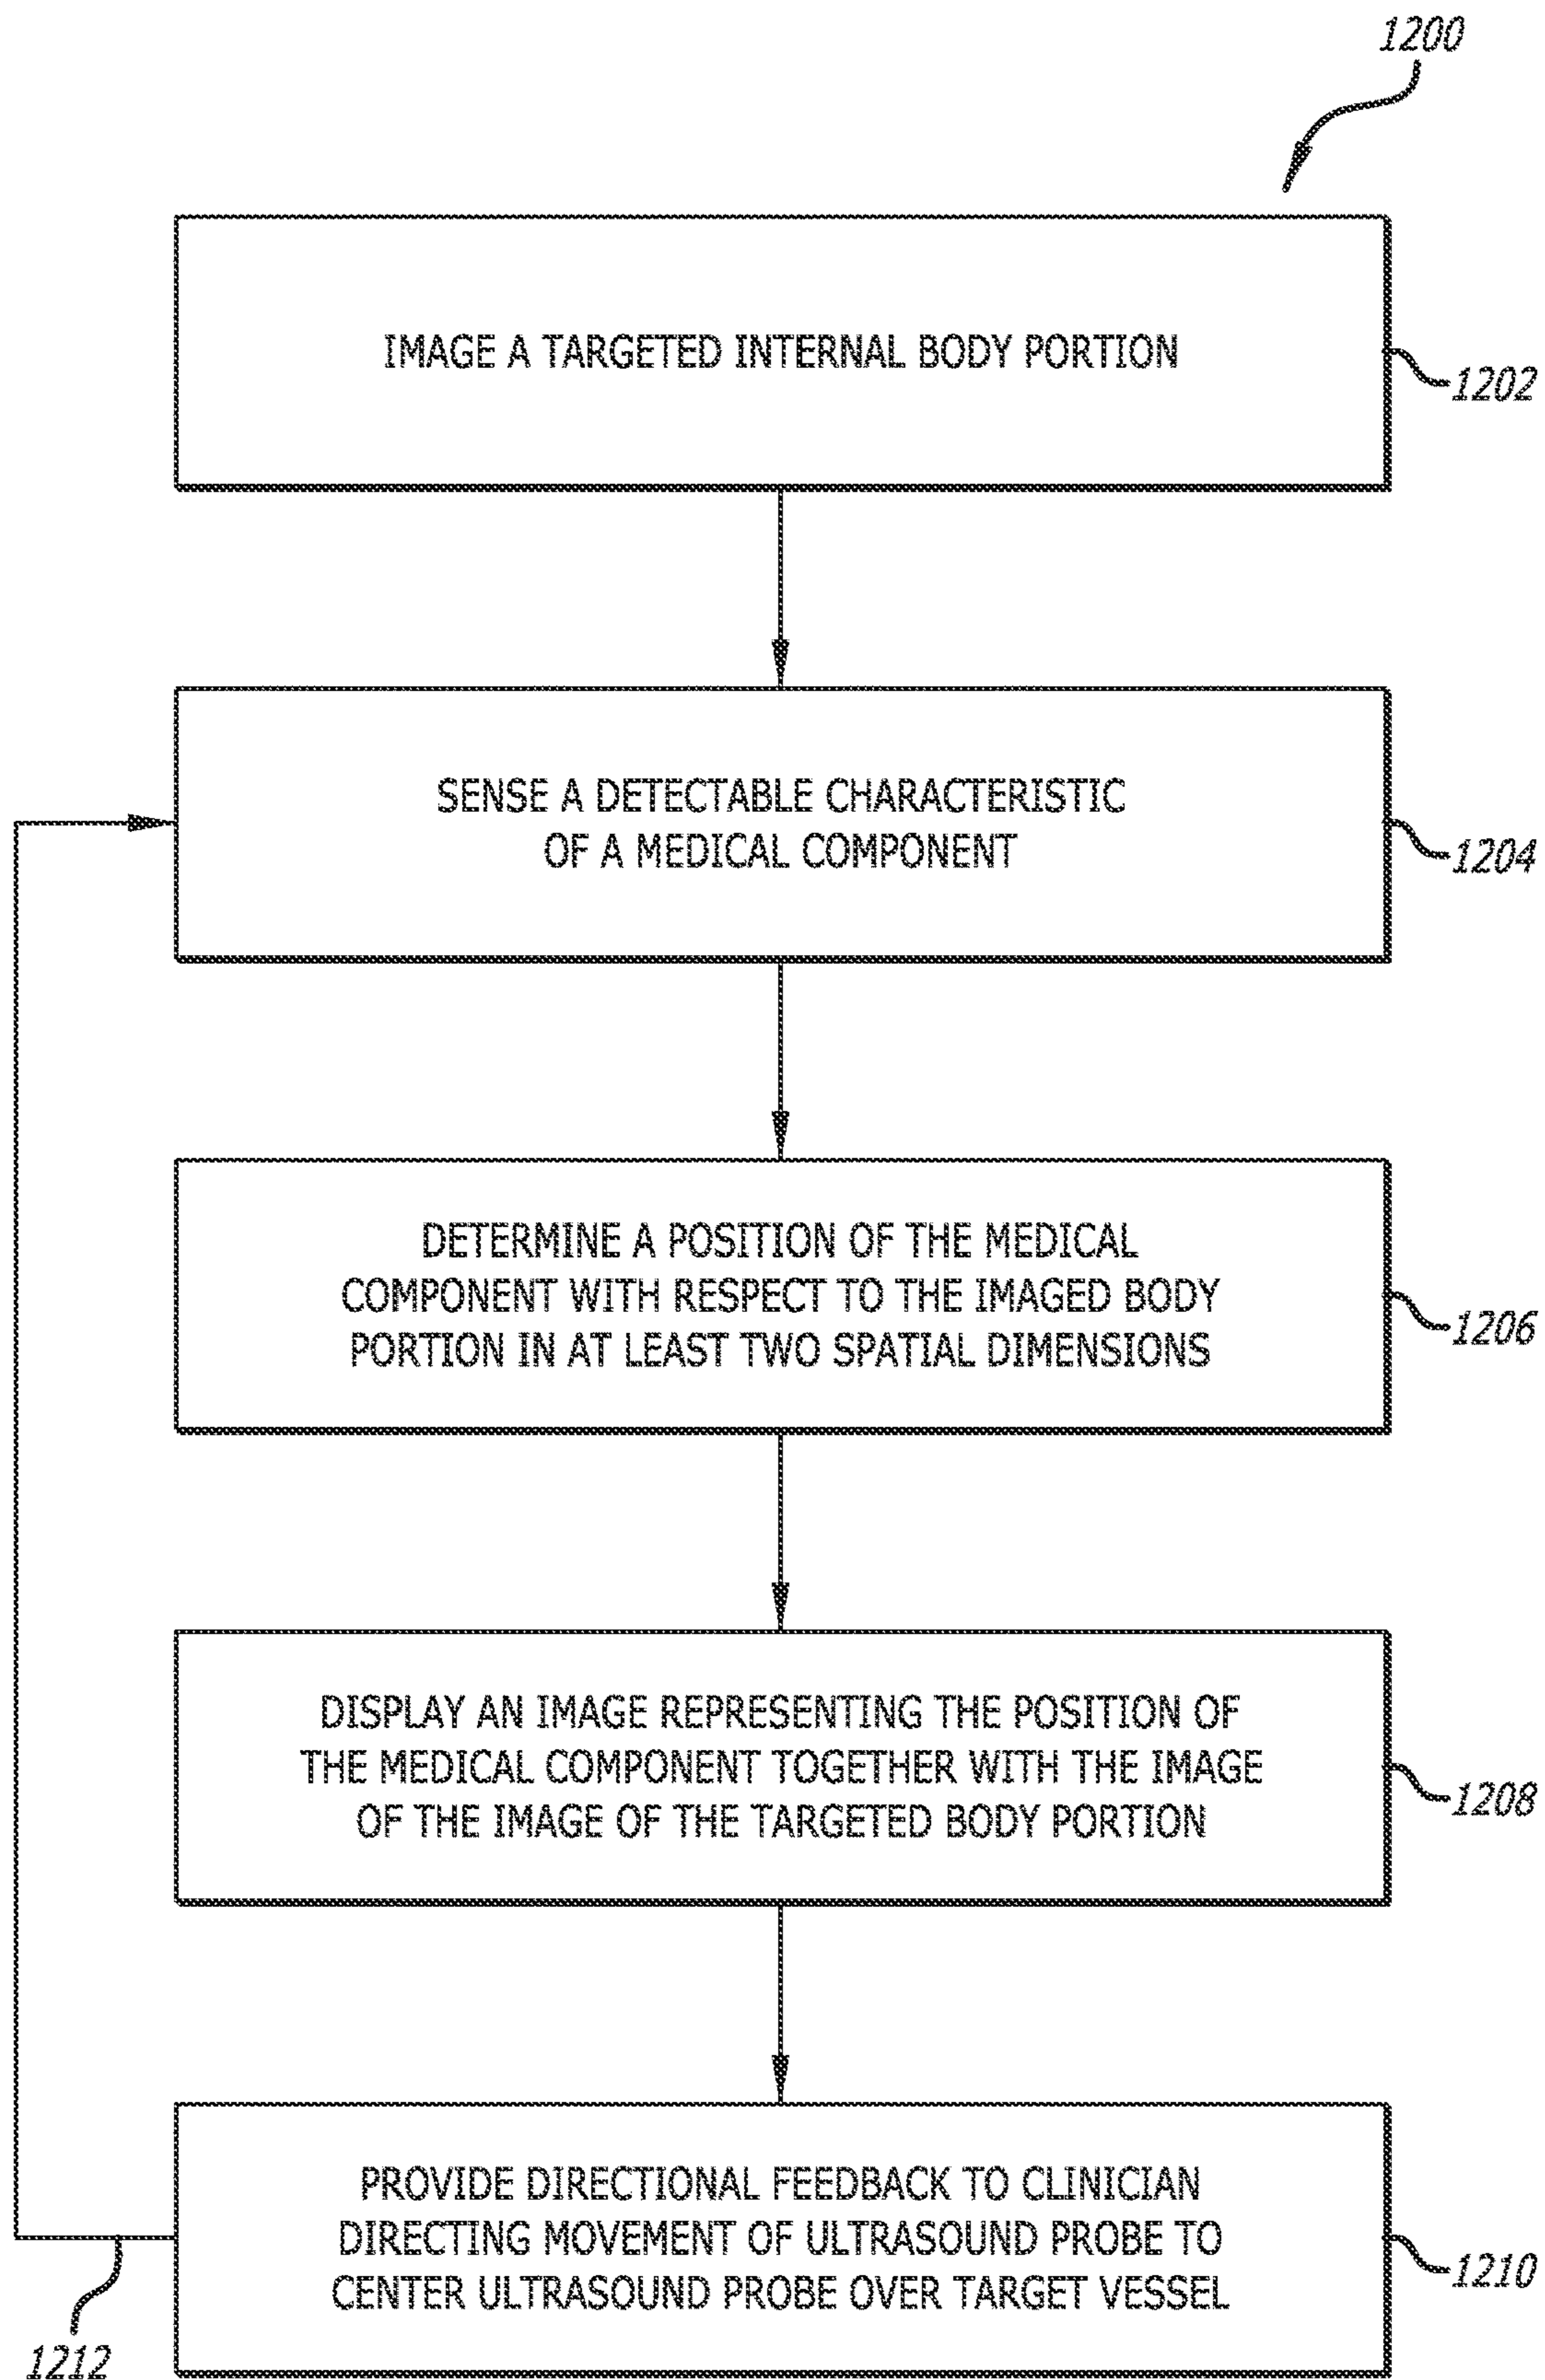 1200
IMAGE A TARGETED INTERNAL BODY PORTION
1202
SENSE A DETECTABLE CHARACTERISTIC
OF A MEDICAL COMPONENT
1204
DETERMINE A POSITION OF THE MEDICAL
COMPONENT WITH RESPECT TO THE IMAGED BODY
PORTION IN AT LEAST TWO SPATIAL DIMENSIONS
1206
DISPLAY AN IMAGE REPRESENTING THE POSITION OF
THE MEDICAL COMPONENT TOGETHER WITH THE IMAGE
OF THE IMAGE OF THE TARGETED BODY PORTION
1208
PROVIDE DIRECTIONAL FEEDBACK TO CLINICIAN
DIRECTING MOVEMENT OF ULTRASOUND PROBE TO
CENTER ULTRASOUND PROBE OVER TARGET VESSEL
1210
1212